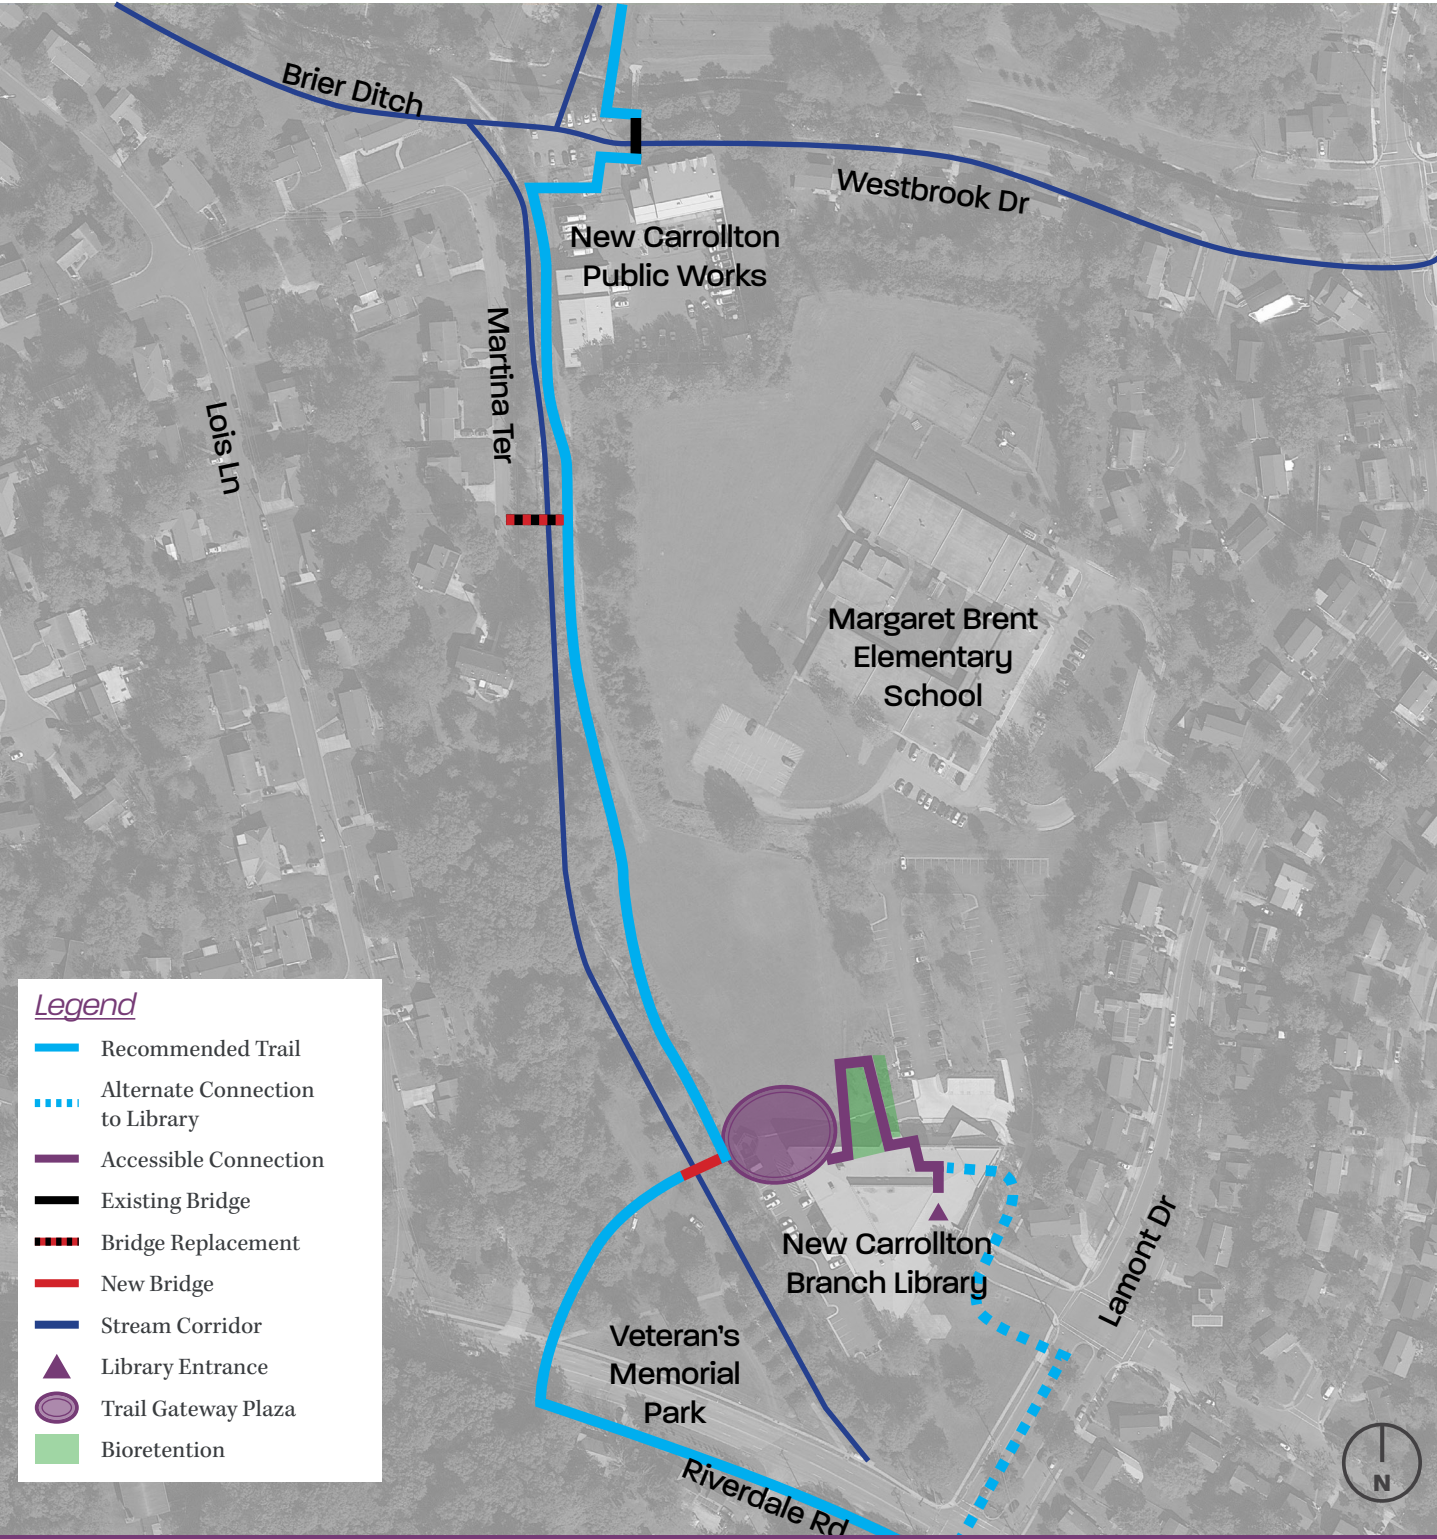 Brier Ditch
Westbrook Dr
New Carrollton
Public Works
Martina Ter
Lois Ln
Margaret Brent
Elementary
School
Legend
Recommended Trail
Alternate Connection
to Library
Accessible Connection
Existing Bridge
Bridge Replacement
New Bridge
Stream Corridor
Library Entrance
Trail Gateway Plaza
Bioretention
New Carrollton
Branch Library
Lamont Dr
Veteran's
Memorial
Park
Riverdale Rd
N